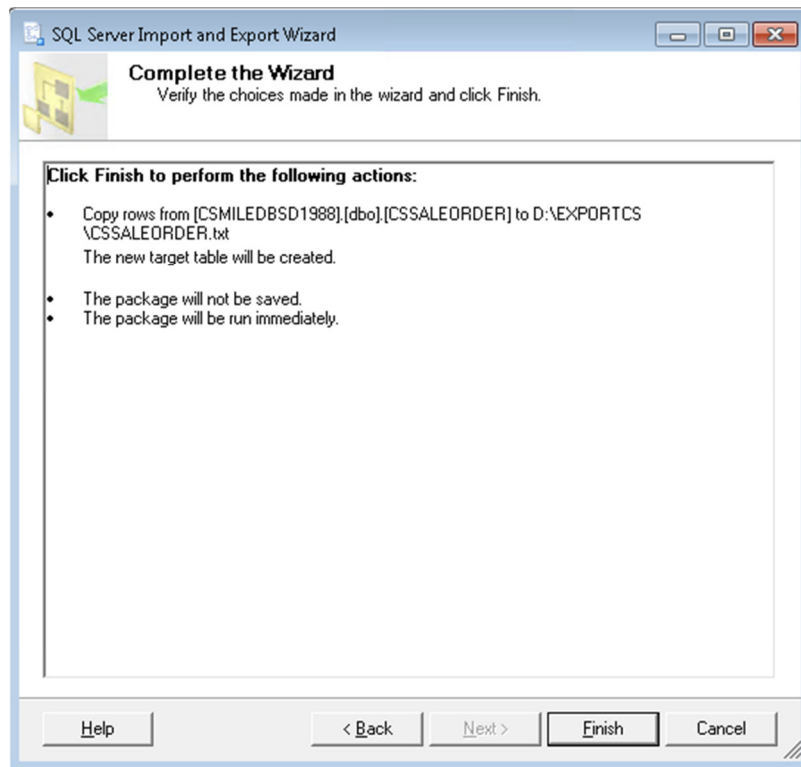 SQL Server Import and Export Wizard
Complete the Wizard
Verify the choices made in the wizard and click Finish.
Click Finish to perform the following actions:
• Copy rows from [CSMILEDBSD1988].[dbo].[CSSALEORDER] to D:\EXPORTCS
\CSSALEORDER.txt
The new target table will be created.
• The package will not be saved.
• The package will be run immediately.
Help
< Back
Next >
Finish
Cancel